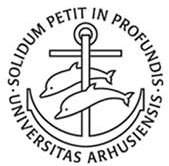 · SOLIDUM PETIT IN PROFUNDIS ·
UNIVERSITAS ARHUSIENSIS